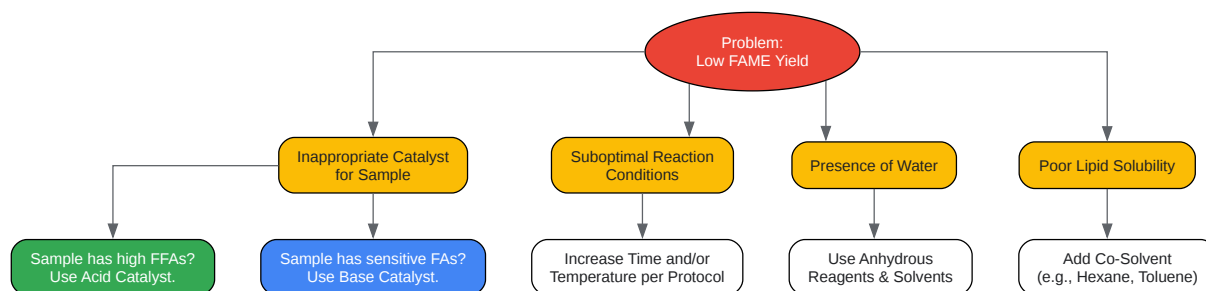 Problem:
Low FAME Yield
Inappropriate Catalyst
for Sample
Suboptimal Reaction
Conditions
Presence of Water
Poor Lipid Solubility
Sample has high FFAs?
Use Acid Catalyst.
Sample has sensitive FAs?
Use Base Catalyst.
Increase Time and/or
Temperature per Protocol
Use Anhydrous
Reagents & Solvents
Add Co-Solvent
(e.g., Hexane, Toluene)